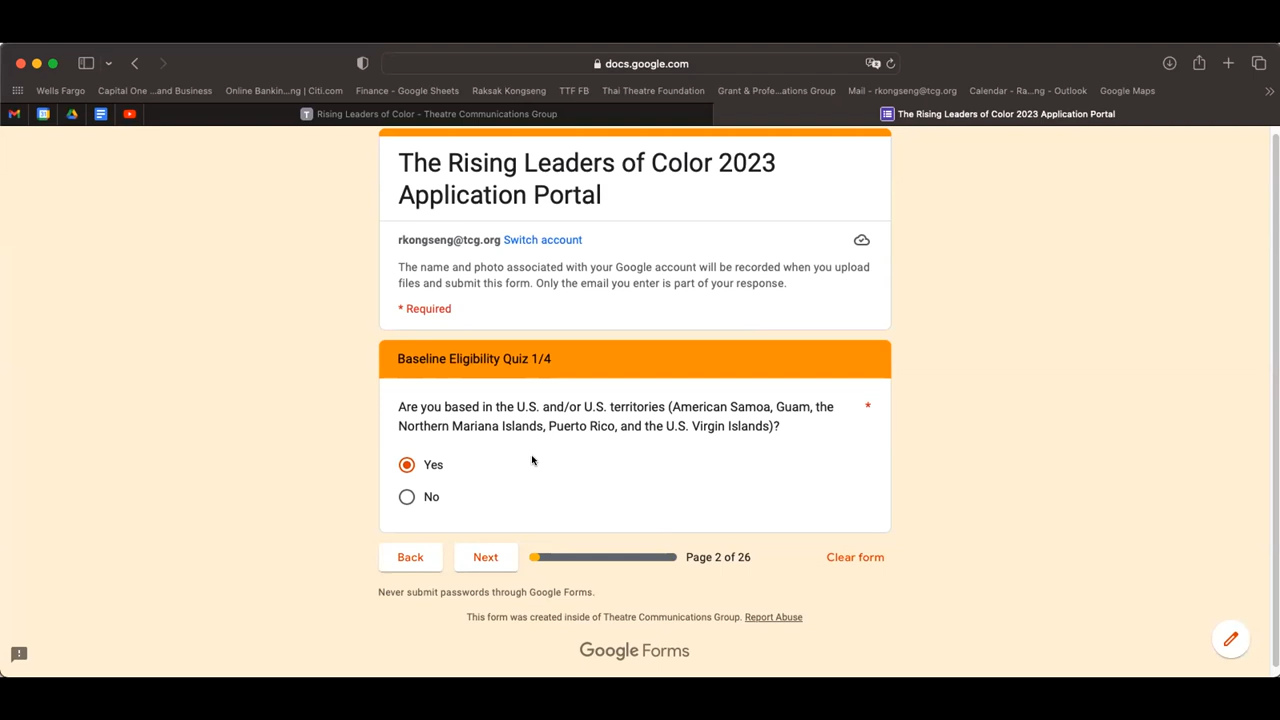 docs.google.com
Wells Fargo Capital One ...and Business Online Bankin...ng | Citi.com Finance - Google Sheets Raksak Kongseng TTF FB Thai Theatre Foundation Grant & Profe...ations Group Mail - rkongseng@tcg.org Calendar - Ra...ng - Outlook Google Maps
T Rising Leaders of Color - Theatre Communications Group The Rising Leaders of Color 2023 Application Portal
The Rising Leaders of Color 2023
Application Portal
rkongseng@tcg.org Switch account
The name and photo associated with your Google account will be recorded when you upload
files and submit this form. Only the email you enter is part of your response.
* Required
Baseline Eligibility Quiz 1/4
Are you based in the U.S. and/or U.S. territories (American Samoa, Guam, the *
Northern Mariana Islands, Puerto Rico, and the U.S. Virgin Islands)?
Yes
No
Back Next Page 2 of 26 Clear form
Never submit passwords through Google Forms.
This form was created inside of Theatre Communications Group. Report Abuse
Google Forms